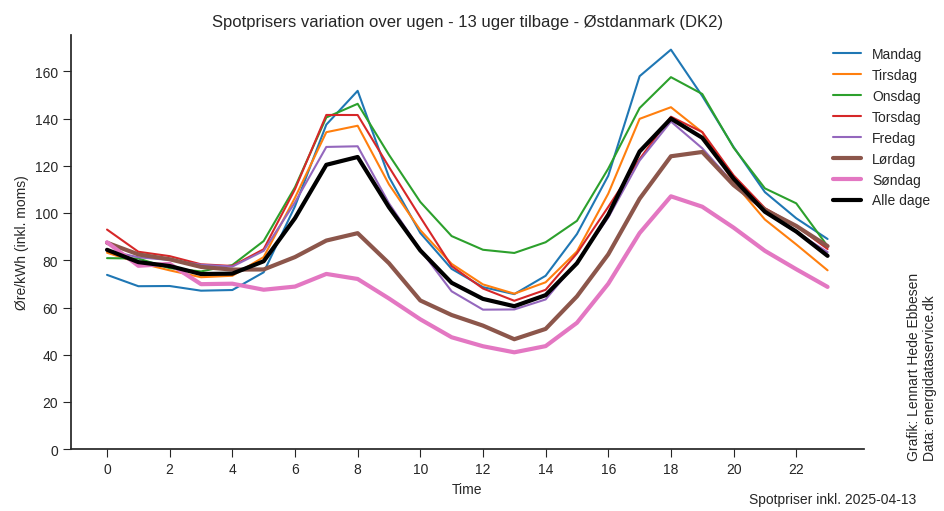 Spotprisers variation over ugen - 13 uger tilbage - Østdanmark (DK2)
Øre/kWh (inkl. moms)
160
140
120
100
80
60
40
20
0
0 2 4 6 8 10 12 14 16 18 20 22
Time
Mandag
Tirsdag
Onsdag
Torsdag
Fredag
Lørdag
Søndag
Alle dage
Grafik: Lennart Hede Ebbesen
Data: energidataservice.dk
Spotpriser inkl. 2025-04-13